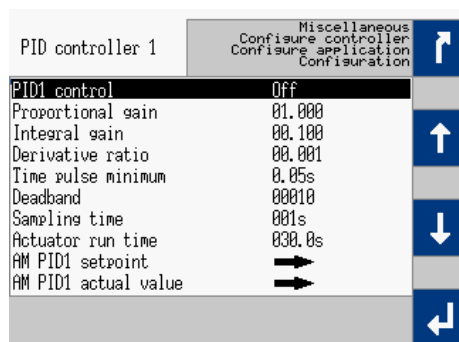 PID controller 1
Miscellaneous
Configure controller
Configure application
Configuration
PID1 control Off
Proportional gain 01.000
Integral gain 00.100
Derivative ratio 00.001
Time pulse minimum 0.05s
Deadband 00010
Sampling time 001s
Actuator run time 030.0s
AM PID1 setpoint
AM PID1 actual value